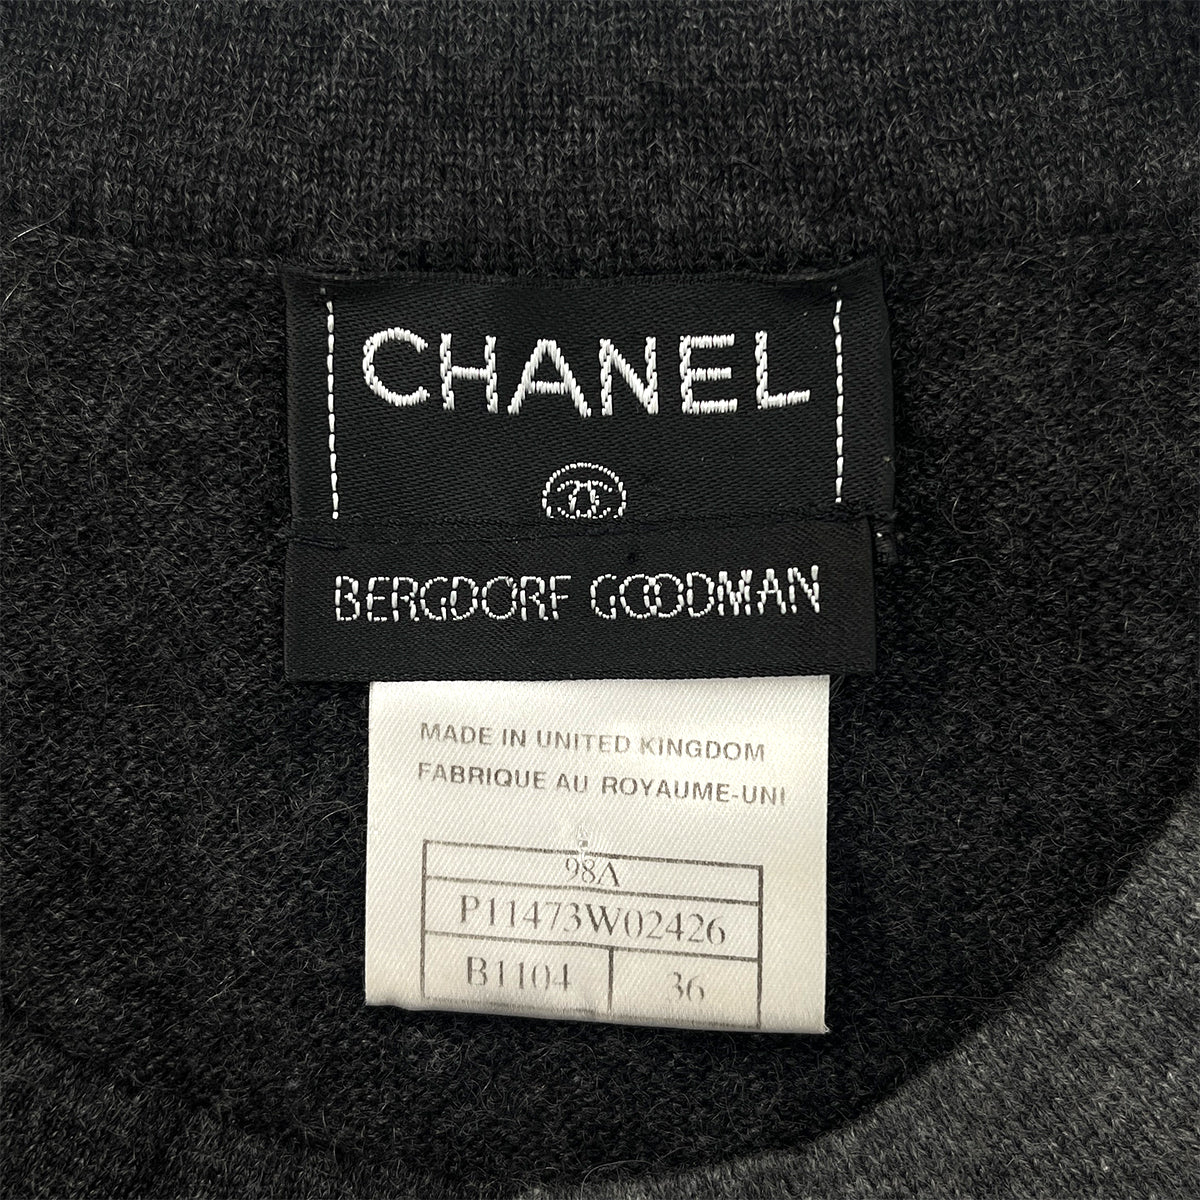 CHANEL
BERGDORF GOODMAN
MADE IN UNITED KINGDOM
FABRIQUE AU ROYAUME-UNI
98A
P11473W02426
B1104 36